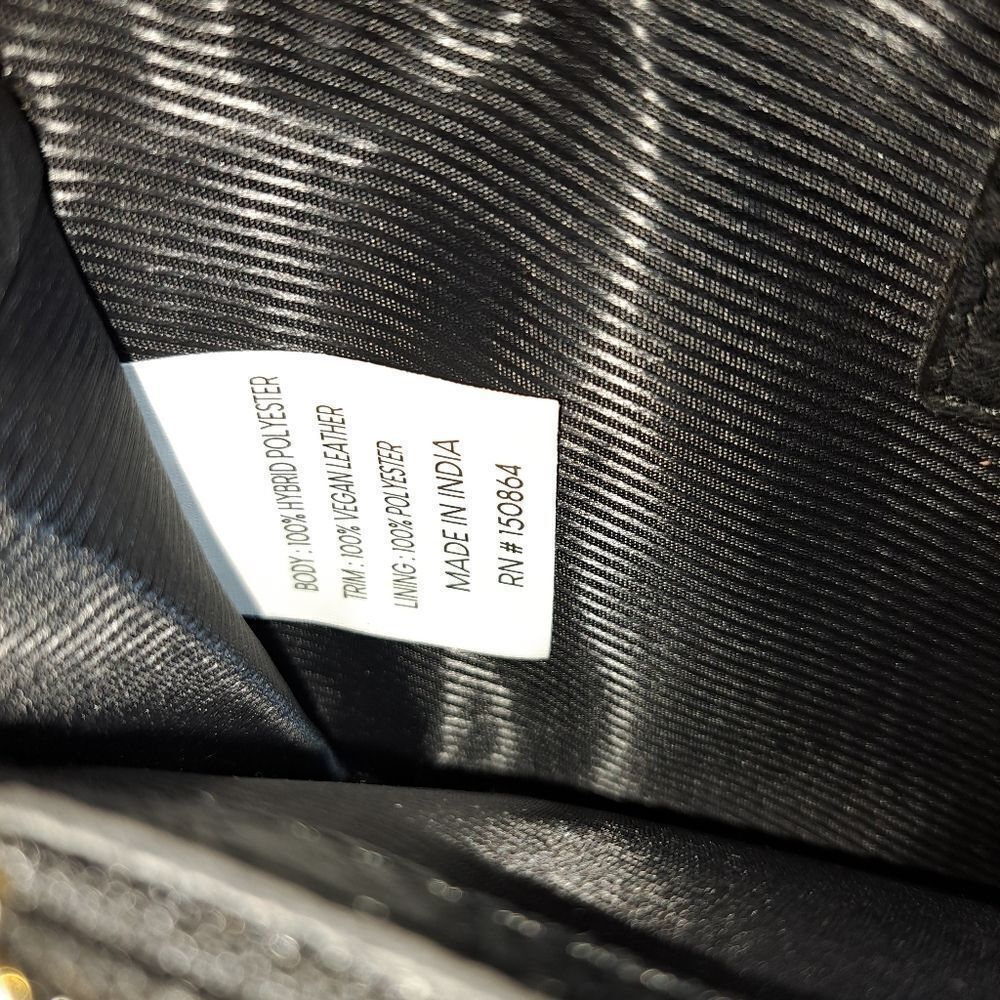 BODY : 100% HYBRID POLYESTER
TRIM : 100% VEGAN LEATHER
LINING : 100% POLYESTER
MADE IN INDIA
RN # 150864